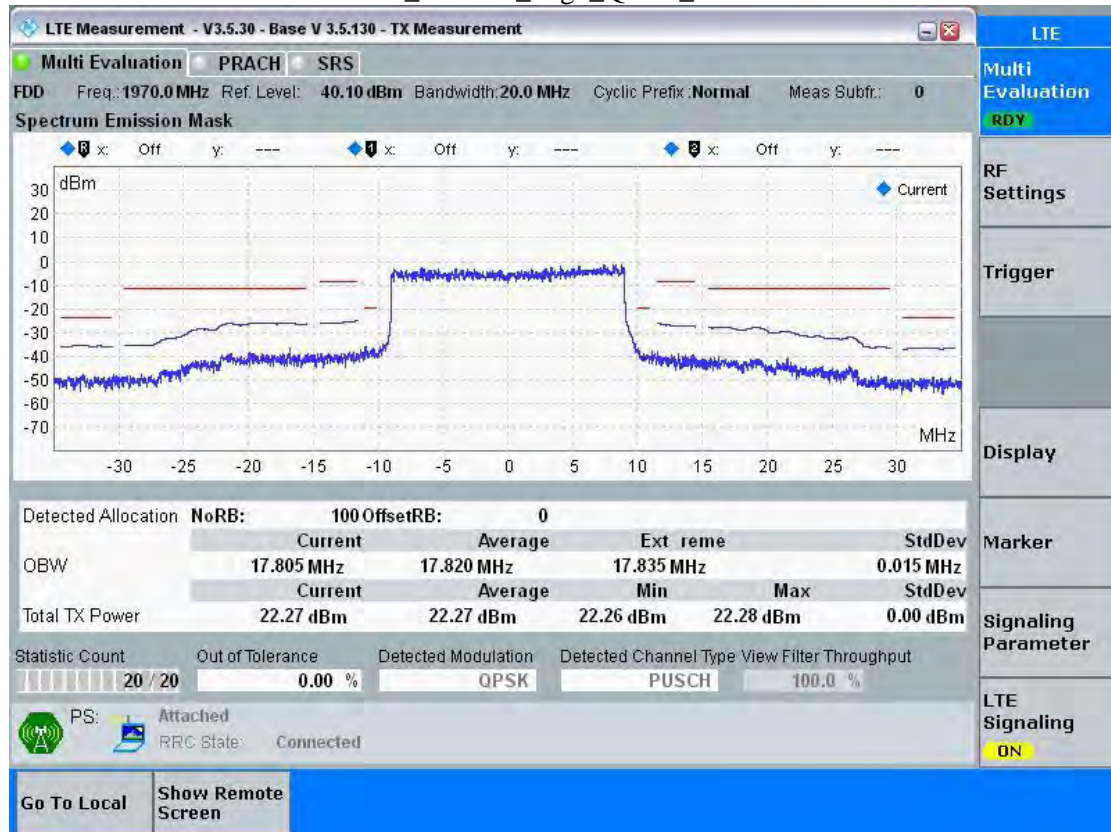 LTE Measurement - V3.5.30 - Base V 3.5.130 - TX Measurement
Multi Evaluation PRACH SRS
FDD Freq.: 1970.0 MHz Ref. Level: 40.10 dBm Bandwidth: 20.0 MHz Cyclic Prefix : Normal Meas Subfr.: 0
Spectrum Emission Mask
R x: Off y: --- 1 x: Off y: --- 2 x: Off y: ---
dBm
Current
30
20
10
0
-10
-20
-30
-40
-50
-60
-70
MHz
-30 -25 -20 -15 -10 -5 0 5 10 15 20 25 30
Detected Allocation NoRB: 100 OffsetRB: 0
Current Average Ext reme StdDev
OBW 17.805 MHz 17.820 MHz 17.835 MHz 0.015 MHz
Current Average Min Max StdDev
Total TX Power 22.27 dBm 22.27 dBm 22.26 dBm 22.28 dBm 0.00 dBm
Statistic Count Out of Tolerance Detected Modulation Detected Channel Type View Filter Throughput
20 / 20 0.00 % QPSK PUSCH 100.0 %
PS: Attached
RRC State: Connected
Go To Local
Show Remote
Screen
LTE
Multi
Evaluation
RDY
RF
Settings
Trigger
Display
Marker
Signaling
Parameter
LTE
Signaling
ON